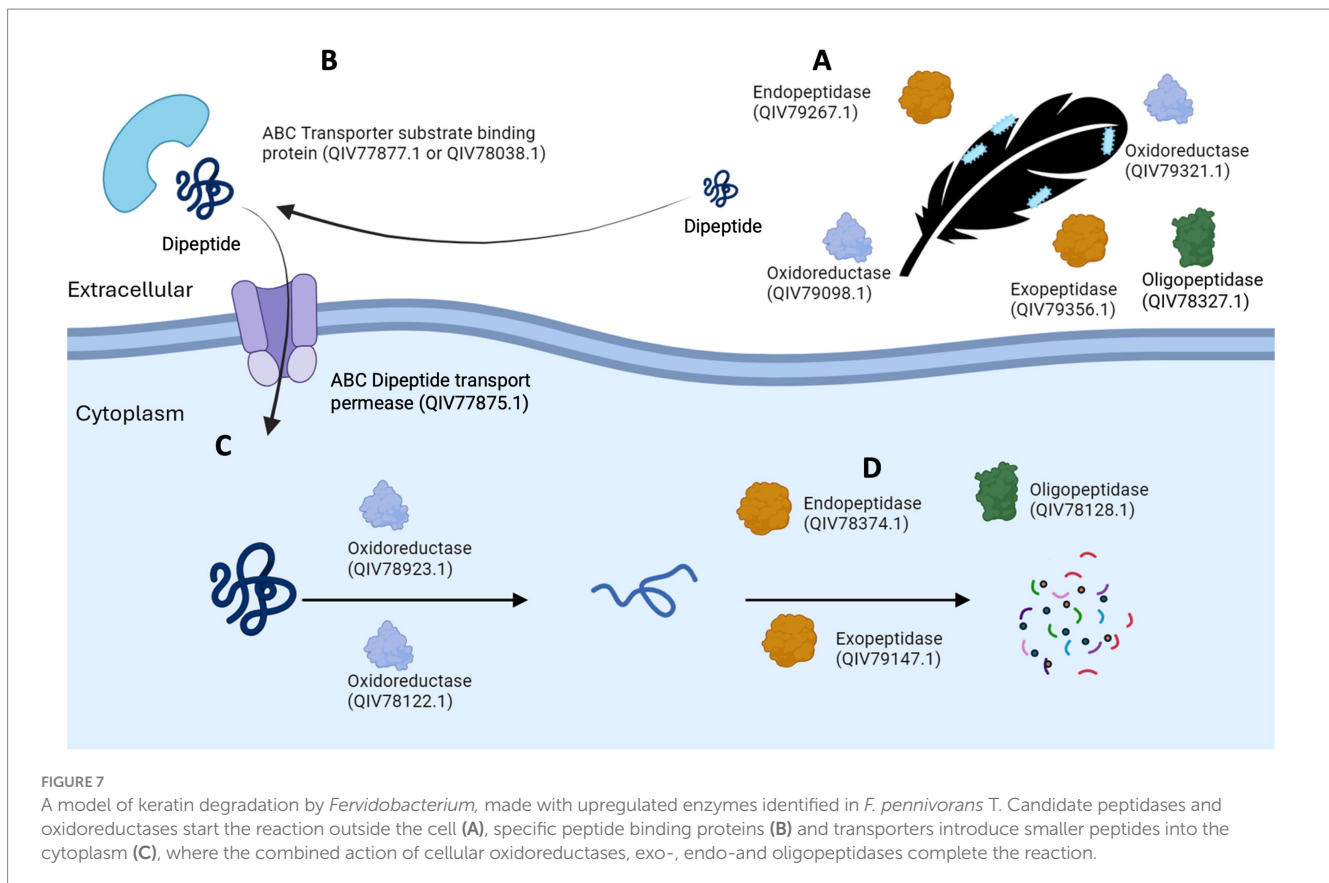 B
A
Endopeptidase
(QIV79267.1)
ABC Transporter substrate binding
protein (QIV77877.1 or QIV78038.1)
Oxidoreductase
(QIV79321.1)
Dipeptide
Dipeptide
Oxidoreductase
(QIV79098.1)
Exopeptidase
(QIV79356.1)
Oligopeptidase
(QIV78327.1)
Extracellular
ABC Dipeptide transport
permease (QIV77875.1)
Cytoplasm
C
D
Endopeptidase
(QIV78374.1)
Oligopeptidase
(QIV78128.1)
Oxidoreductase
(QIV78923.1)
Exopeptidase
(QIV79147.1)
Oxidoreductase
(QIV78122.1)
FIGURE 7
A model of keratin degradation by Fervidobacterium, made with upregulated enzymes identified in F. pennivorans T. Candidate peptidases and
oxidoreductases start the reaction outside the cell (A), specific peptide binding proteins (B) and transporters introduce smaller peptides into the
cytoplasm (C), where the combined action of cellular oxidoreductases, exo-, endo-and oligopeptidases complete the reaction.